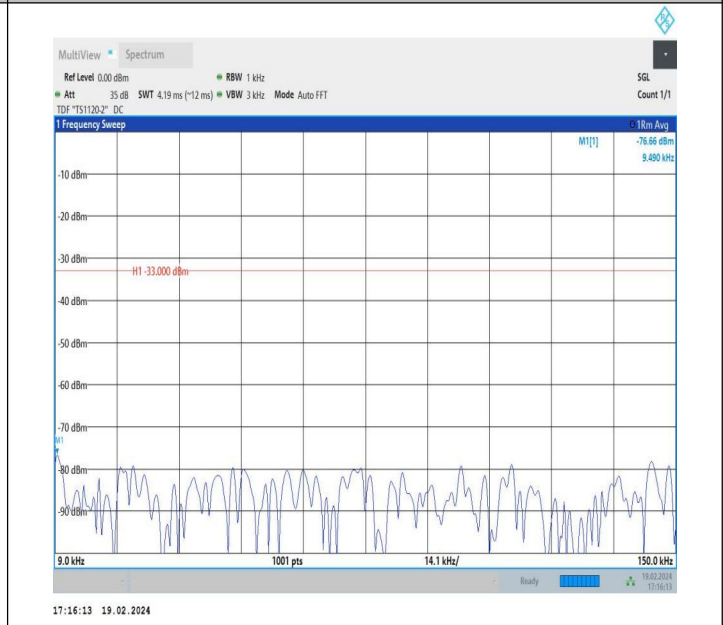 R S
MultiView Spectrum
Ref Level 0.00 dBm RBW 1 kHz SGL
Att 35 dB SWT 4.19 ms (~12 ms) VBW 3 kHz Mode Auto FFT Count 1/1
TDF "TS1120-2" DC
1 Frequency Sweep 1Rm Avg
M1[1] -76.66 dBm
9.490 kHz
-10 dBm
-20 dBm
-30 dBm
H1 -33.000 dBm
-40 dBm
-50 dBm
-60 dBm
-70 dBm
M1
-80 dBm
-90 dBm
9.0 kHz 1001 pts 14.1 kHz/ 150.0 kHz
Ready 19.02.2024
17:16:13
17:16:13 19.02.2024